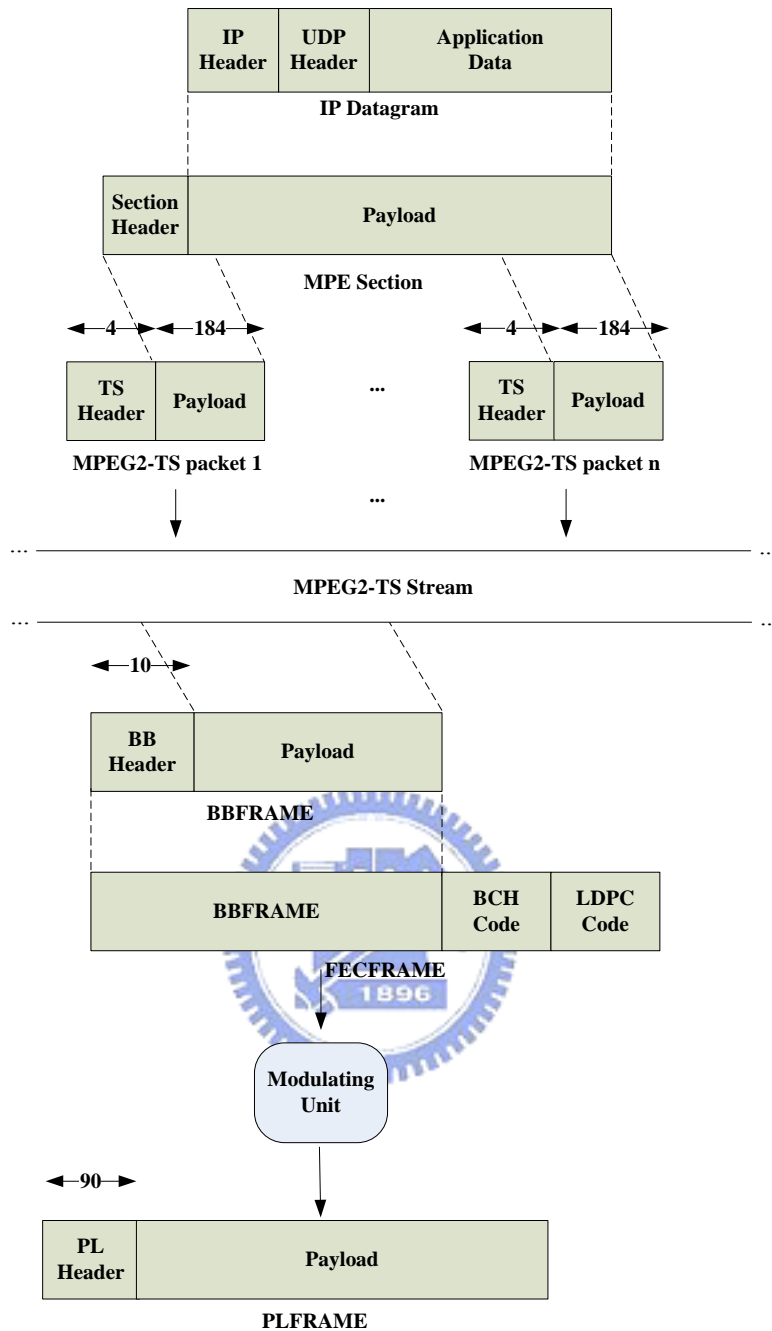 IP Header
UDP Header
Application Data
IP Datagram
Section Header
Payload
MPE Section
4
184
4
184
TS Header
Payload
...
TS Header
Payload
MPEG2-TS packet 1
MPEG2-TS packet n
...
...
..
MPEG2-TS Stream
...
..
10
BB Header
Payload
BBFRAME
BBFRAME
BCH Code
LDPC Code
FECFRAME
1896
Modulating Unit
90
PL Header
Payload
PLFRAME